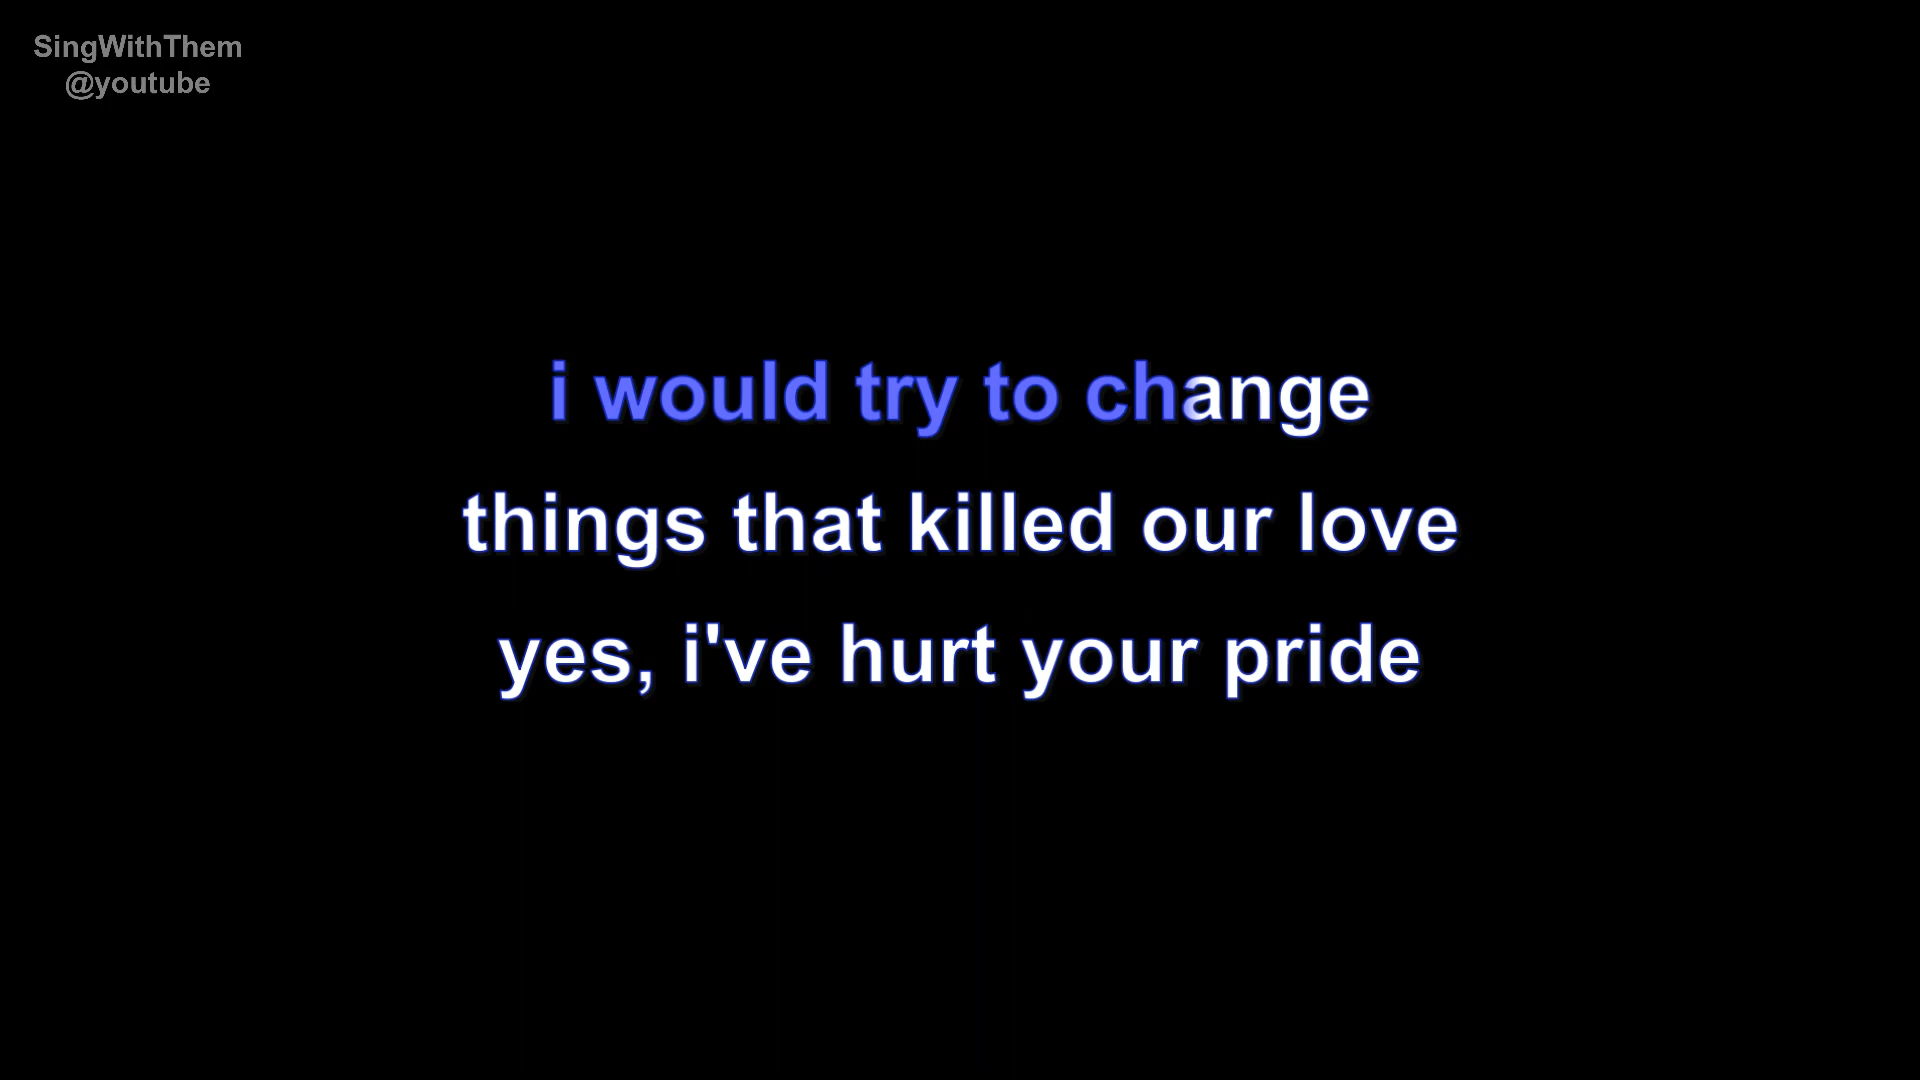 SingWithThem
@youtube
i would try to change
things that killed our love
yes, i've hurt your pride